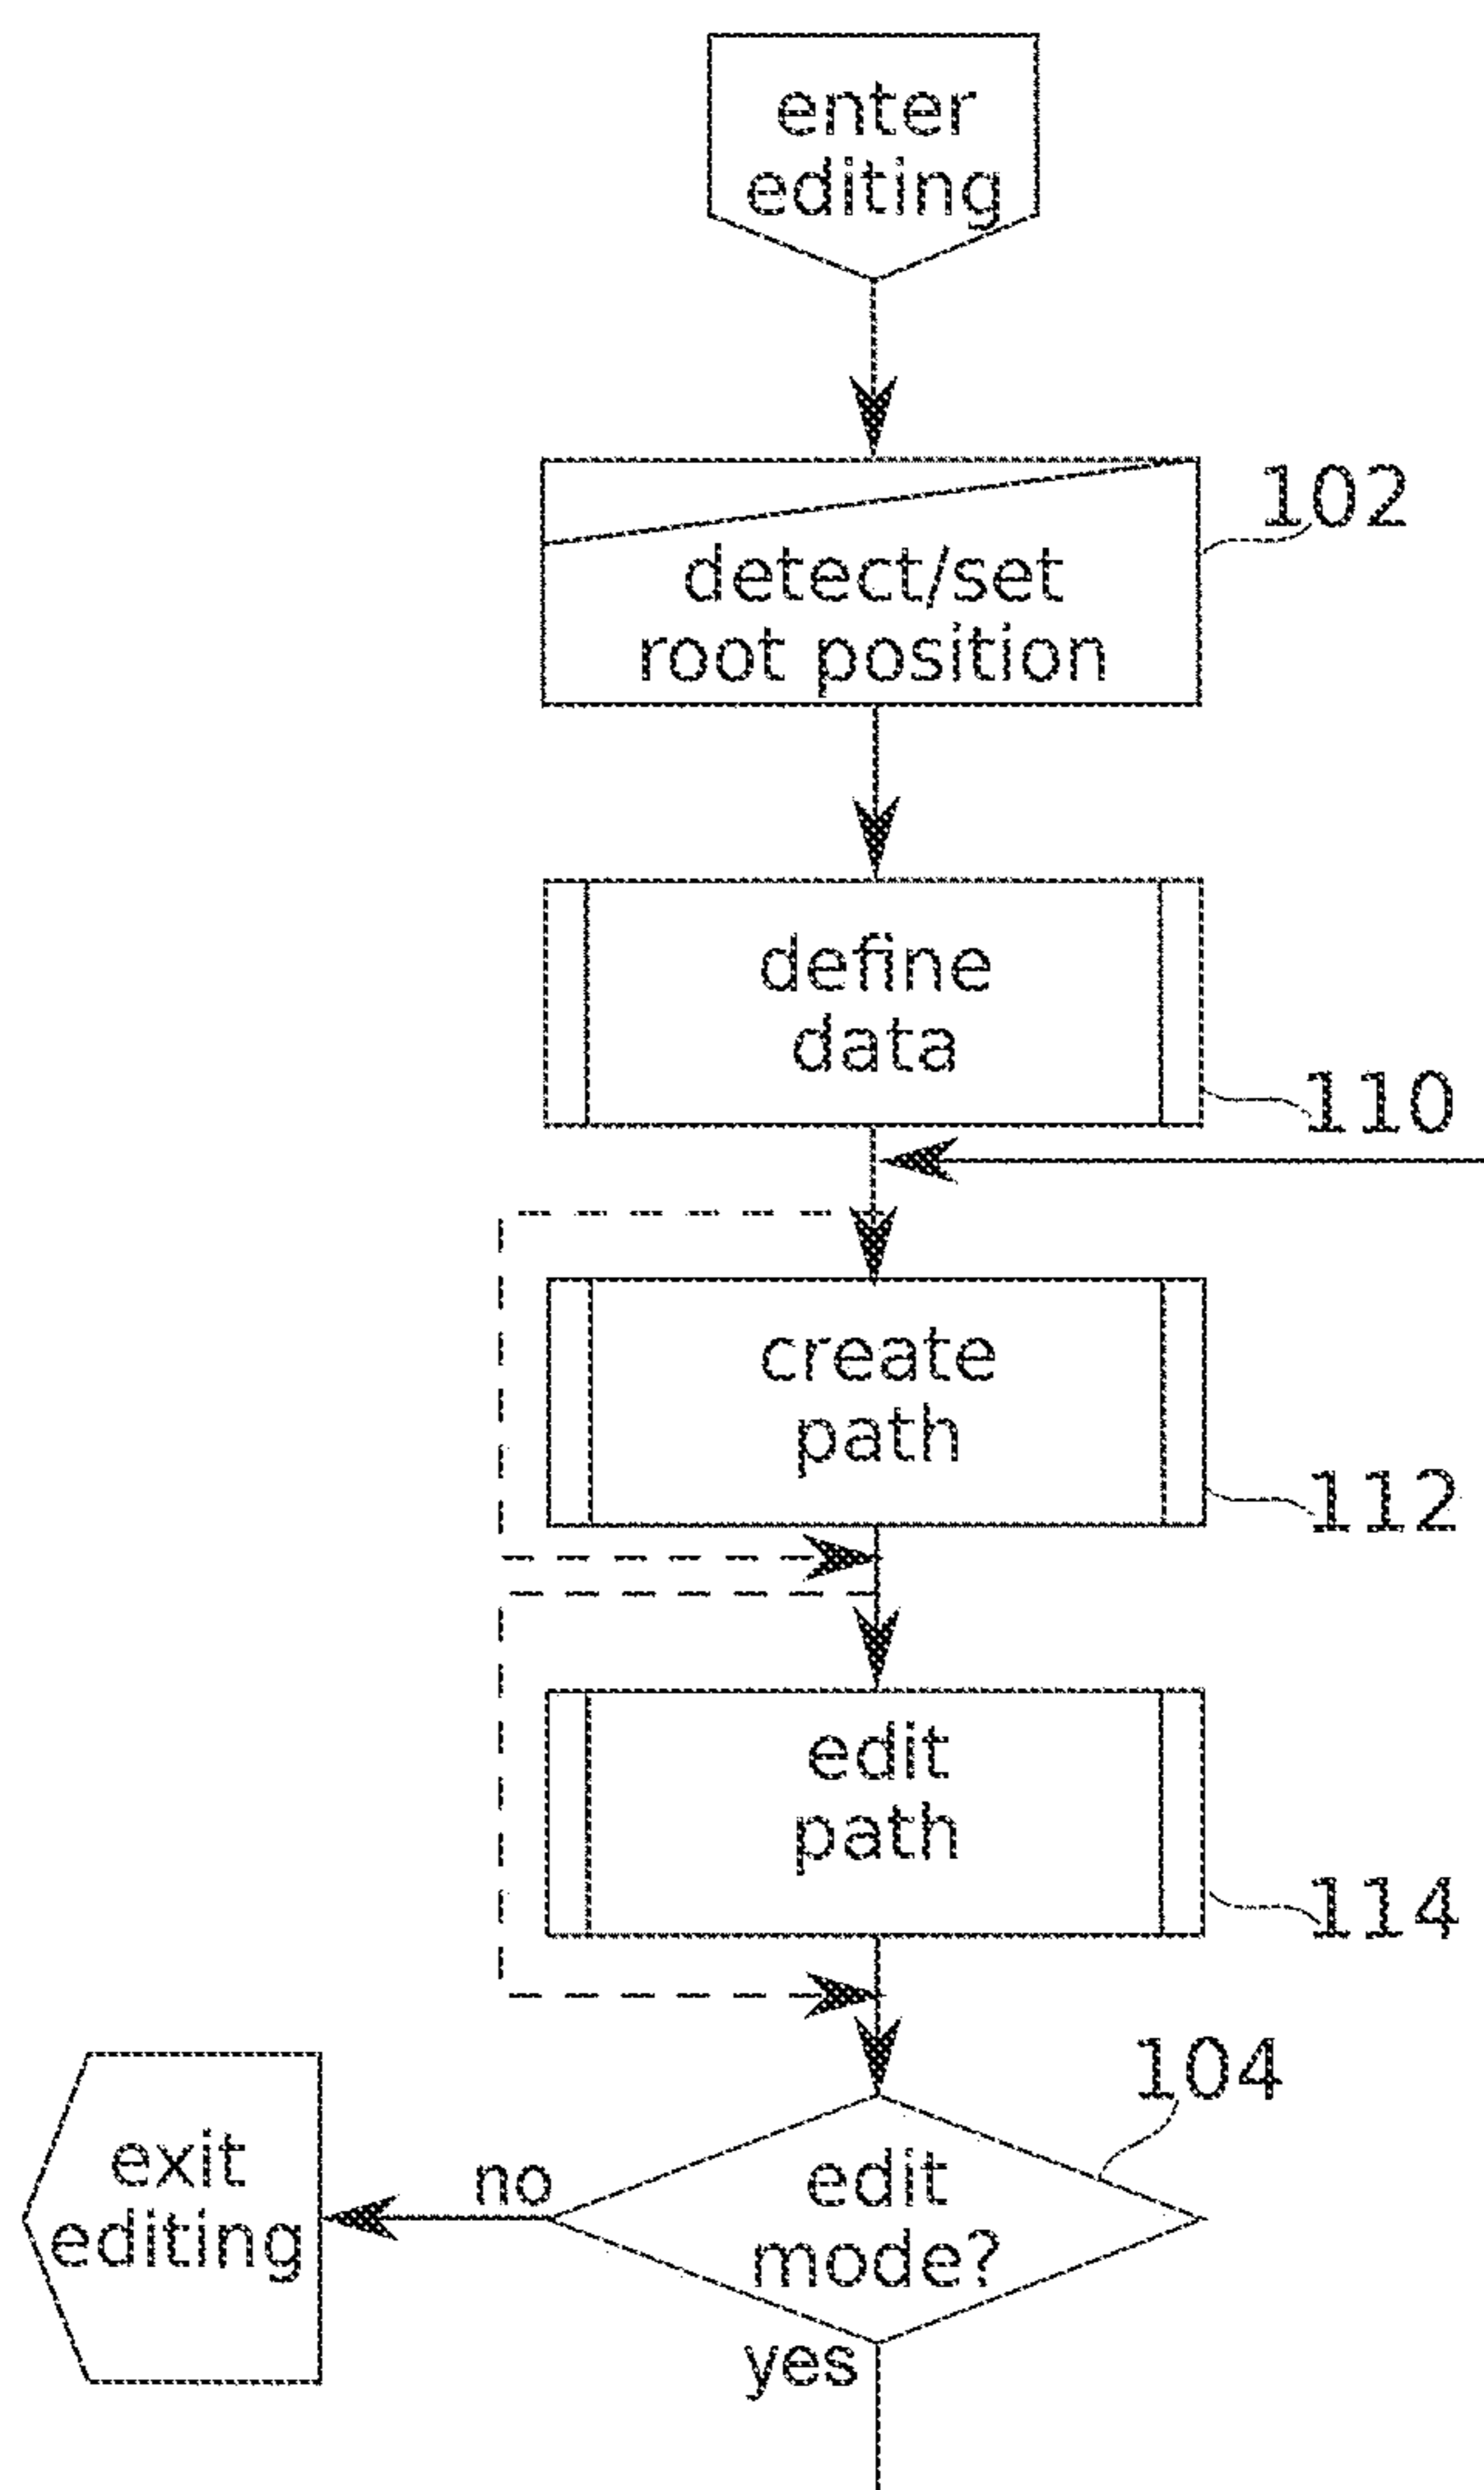 enter
editing
102
detect/set
root position
define
data
110
create
path
112
edit
path
114
104
exit
editing
no
edit
mode?
yes